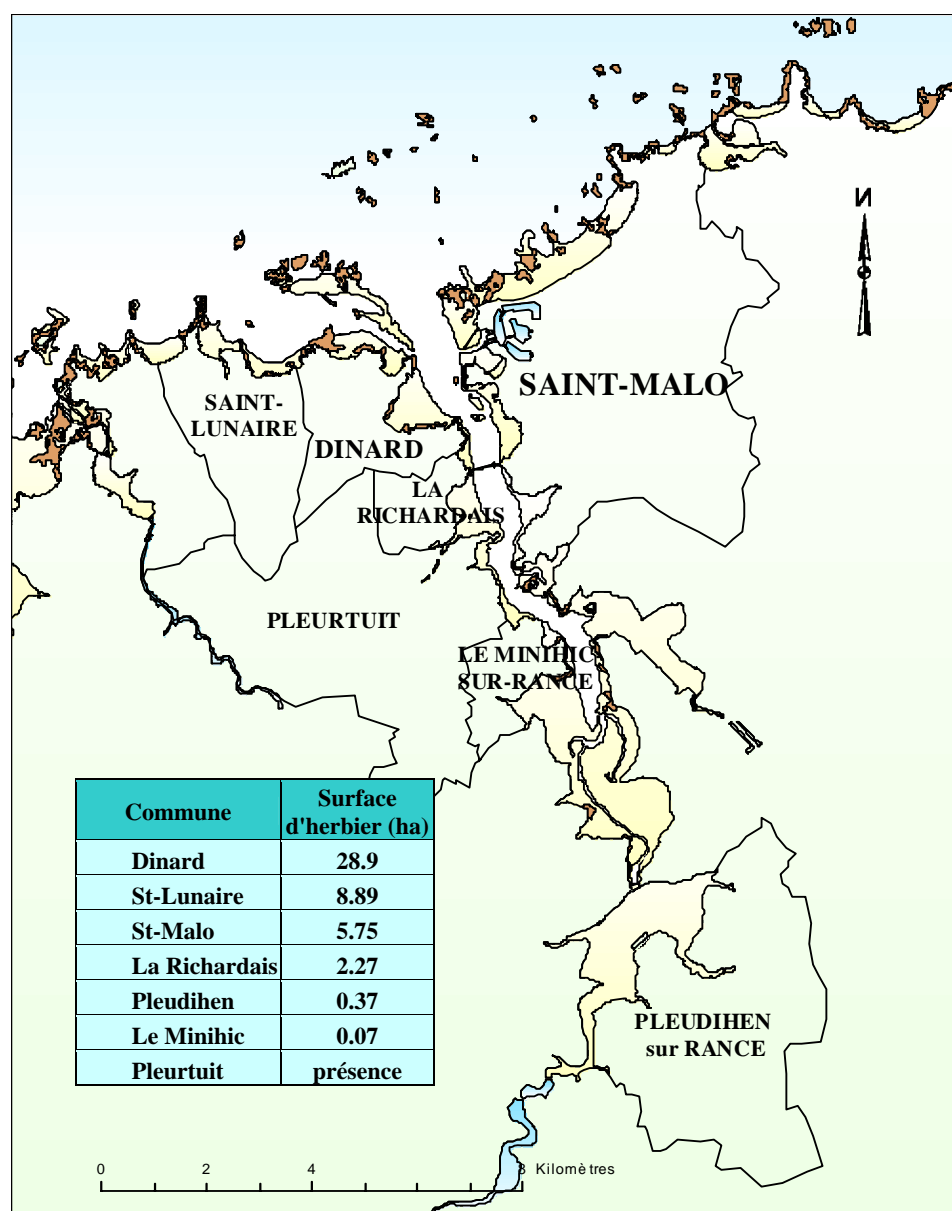 N
SAINT-MALO
SAINT-
LUNAIRE
DINARD
LA
RICHARDAIS
PLEURTUIT
LE MINIHIC
SUR-RANCE
Commune Surface d'herbier (ha)
Dinard 28.9
St-Lunaire 8.89
St-Malo 5.75
La Richardais 2.27
Pleudihen 0.37
Le Minihic 0.07
Pleurtuit présence
PLEUDIHEN
sur RANCE
0 2 4 8 Kilomètres